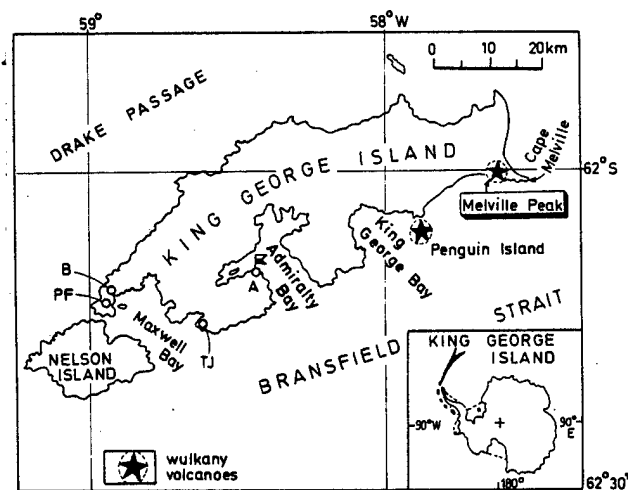 59°
58° W
0 10 20km
DRAKE PASSAGE
KING GEORGE ISLAND
Cape
Melville
62°S
Melville Peak
King
George Bay
Penguin Island
Admiralty
Bay
A
B
PF
Maxwell
Bay
TJ
NELSON
ISLAND
BRANSFIELD STRAIT
KING GEORGE
ISLAND
90°W
90°
E
180°
wulkany
volcanoes
62°30'